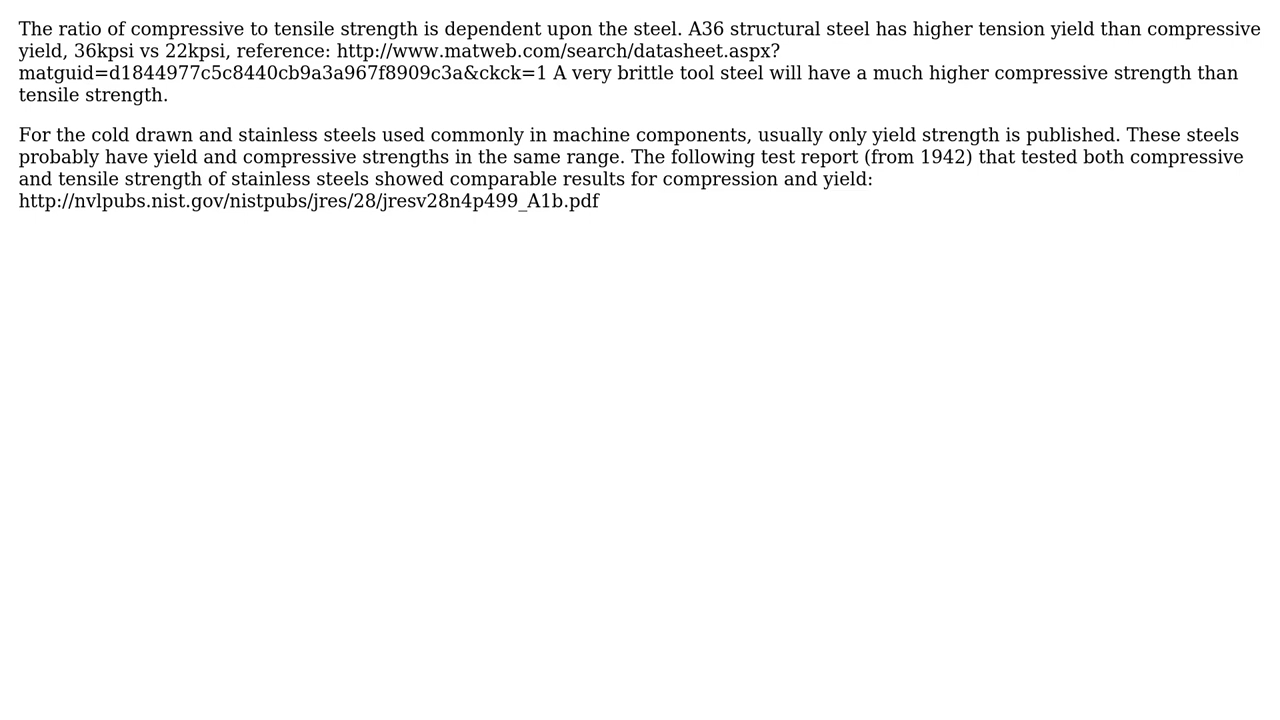 The ratio of compressive to tensile strength is dependent upon the steel. A36 structural steel has higher tension yield than compressive
yield, 36kpsi vs 22kpsi, reference: http://www.matweb.com/search/datasheet.aspx?
matguid=d1844977c5c8440cb9a3a967f8909c3a&ckck=1 A very brittle tool steel will have a much higher compressive strength than
tensile strength.
For the cold drawn and stainless steels used commonly in machine components, usually only yield strength is published. These steels
probably have yield and compressive strengths in the same range. The following test report (from 1942) that tested both compressive
and tensile strength of stainless steels showed comparable results for compression and yield:
http://nvlpubs.nist.gov/nistpubs/jres/28/jresv28n4p499_A1b.pdf